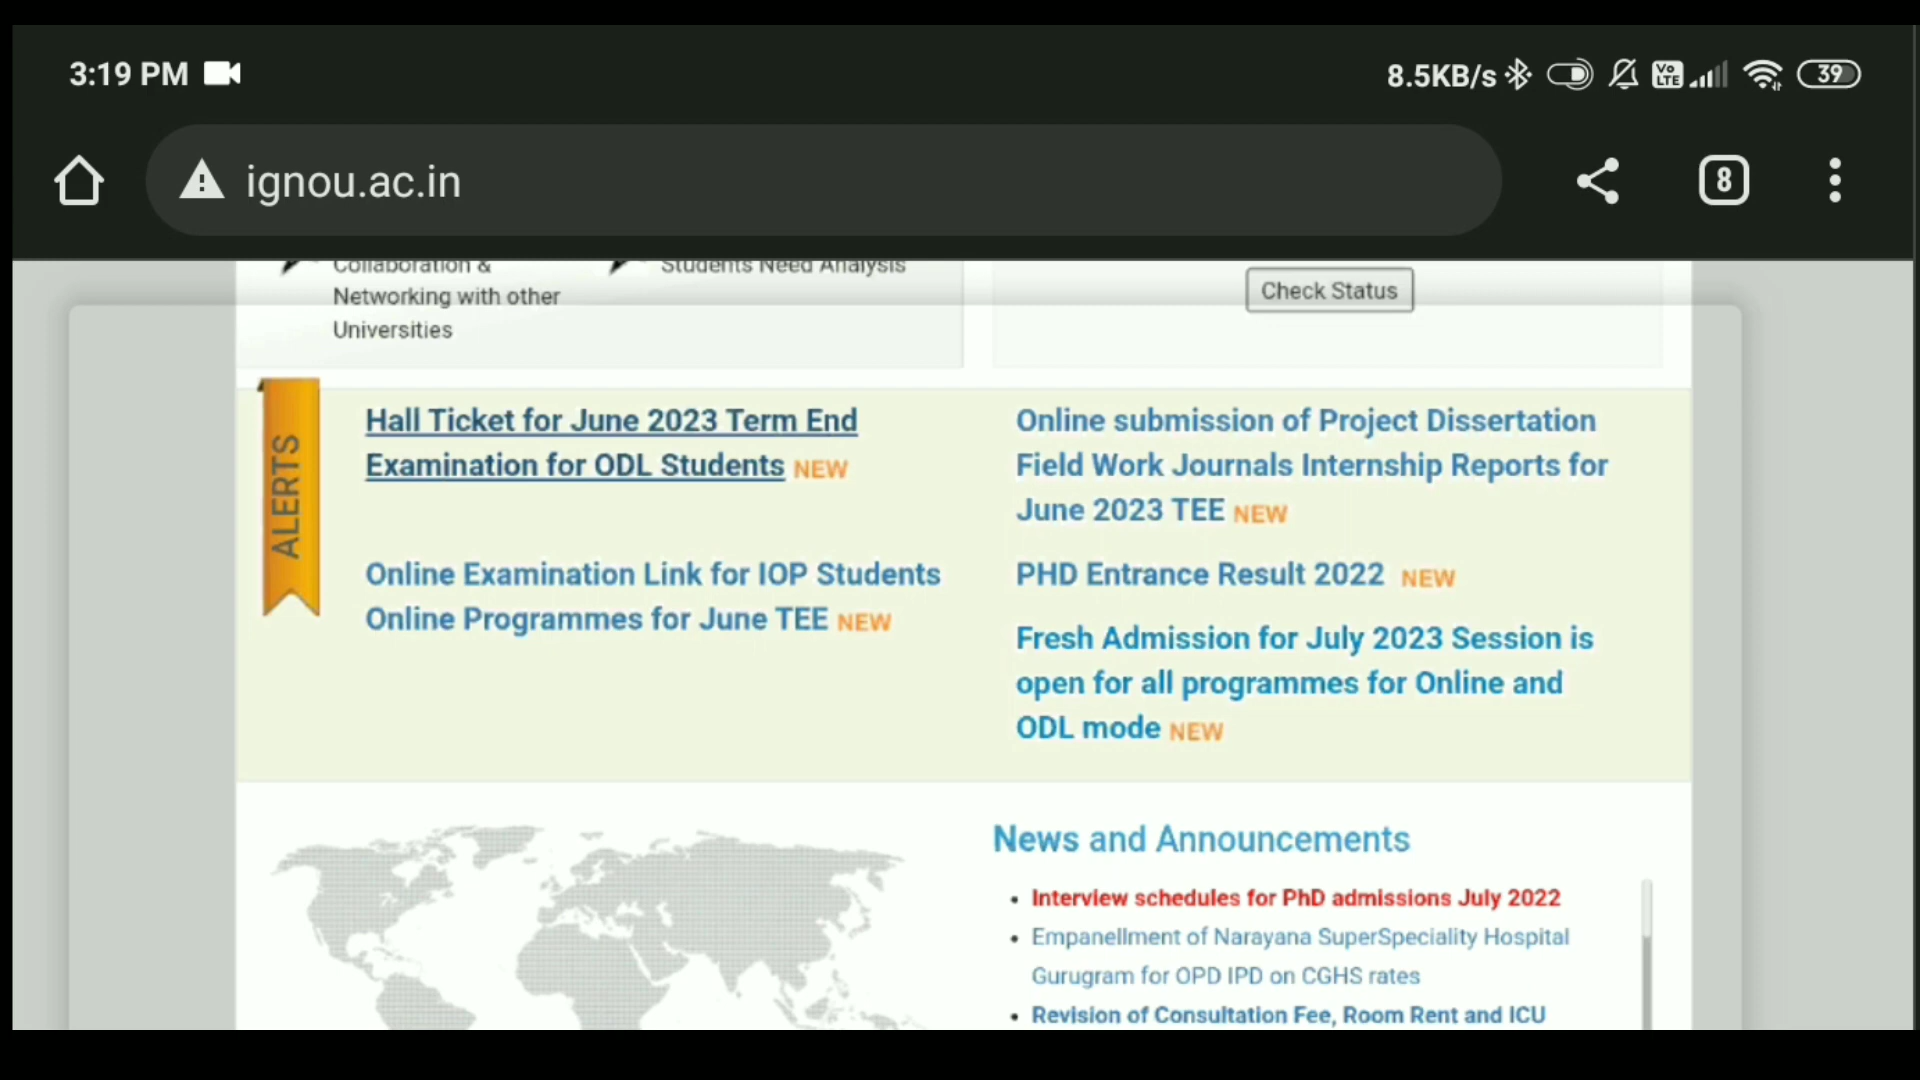 3:19 PM
8.5KB/s
Vo
LTE
39
ignou.ac.in
8
Collaboration &
Networking with other
Universities
Students Need Analysis
Check Status
ALERTS
Hall Ticket for June 2023 Term End
Examination for ODL Students NEW
Online Examination Link for IOP Students
Online Programmes for June TEE NEW
Online submission of Project Dissertation
Field Work Journals Internship Reports for
June 2023 TEE NEW
PHD Entrance Result 2022 NEW
Fresh Admission for July 2023 Session is
open for all programmes for Online and
ODL mode NEW
News and Announcements
• Interview schedules for PhD admissions July 2022
• Empanellment of Narayana SuperSpeciality Hospital
Gurugram for OPD IPD on CGHS rates
• Revision of Consultation Fee, Room Rent and ICU